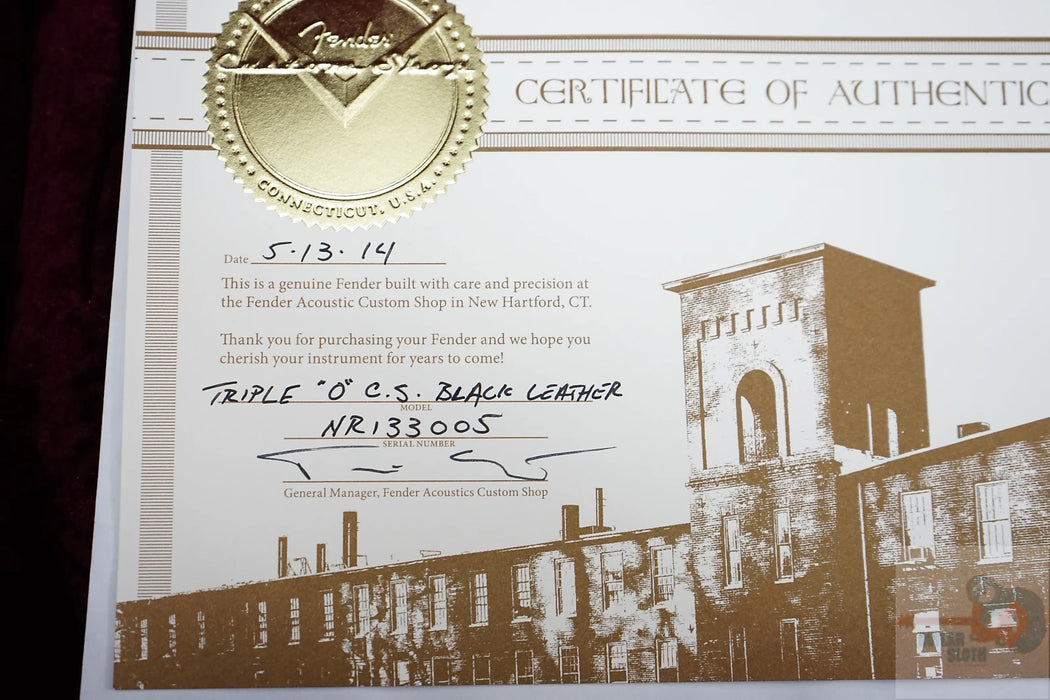 Fender
Custom Shop
CONNECTICUT, U.S.A.
CERTIFICATE OF AUTHENTIC
Date 5-13-14
This is a genuine Fender built with care and precision at
the Fender Acoustic Custom Shop in New Hartford, CT.
Thank you for purchasing your Fender and we hope you
cherish your instrument for years to come!
TRIPLE "O" C.S. BLACK LEATHER
MODEL
NR133005
SERIAL NUMBER
General Manager, Fender Acoustics Custom Shop
SLOTH